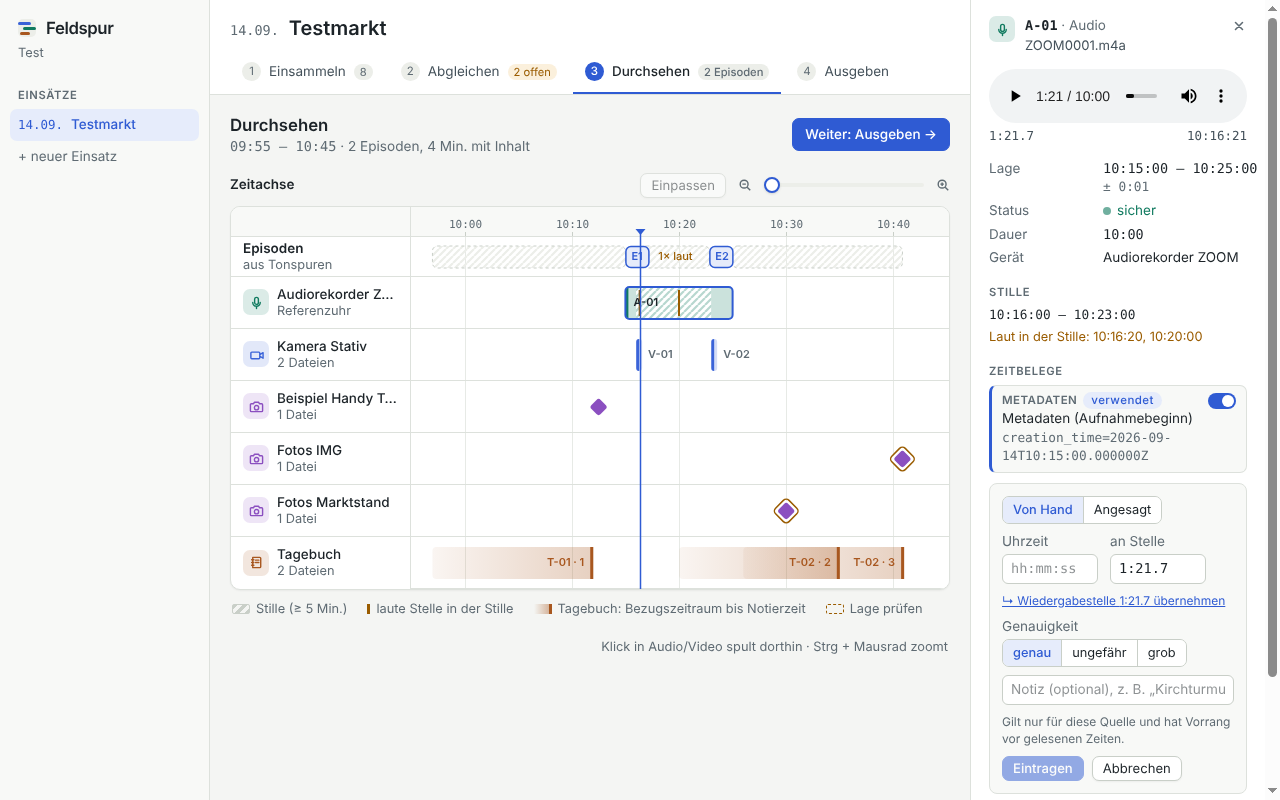 Feldspur
Test
EINSÄTZE
14.09. Testmarkt
+ neuer Einsatz
14.09. Testmarkt
1 Einsammeln 8
2 Abgleichen 2 offen
3 Durchsehen 2 Episoden
4 Ausgeben
Durchsehen
09:55 – 10:45 · 2 Episoden, 4 Min. mit Inhalt
Weiter: Ausgeben →
Zeitachse
Einpassen
10:00 10:10 10:20 10:30 10:40
Episoden
aus Tonspuren
E1 1× laut E2
Audiorekorder Z…
Referenzuhr
A-01
Kamera Stativ
2 Dateien
V-01 V-02
Beispiel Handy T…
1 Datei
Fotos IMG
1 Datei
Fotos Marktstand
1 Datei
Tagebuch
2 Dateien
T-01 · 1 T-02 · 2 T-02 · 3
Stille (≥ 5 Min.) laute Stelle in der Stille Tagebuch: Bezugszeitraum bis Notierzeit Lage prüfen
Klick in Audio/Video spult dorthin · Strg + Mausrad zoomt
A-01 · Audio
ZOOM0001.m4a
1:21 / 10:00
1:21.7 10:16:21
Lage 10:15:00 – 10:25:00
± 0:01
Status sicher
Dauer 10:00
Gerät Audiorekorder ZOOM
STILLE
10:16:00 – 10:23:00
Laut in der Stille: 10:16:20, 10:20:00
ZEITBELEGE
METADATEN verwendet
Metadaten (Aufnahmebeginn)
creation_time=2026-09-
14T10:15:00.000000Z
Von Hand Angesagt
Uhrzeit an Stelle
hh:mm:ss 1:21.7
↳ Wiedergabestelle 1:21.7 übernehmen
Genauigkeit
genau ungefähr grob
Notiz (optional), z. B. „Kirchturmu
Gilt nur für diese Quelle und hat Vorrang
vor gelesenen Zeiten.
Eintragen Abbrechen